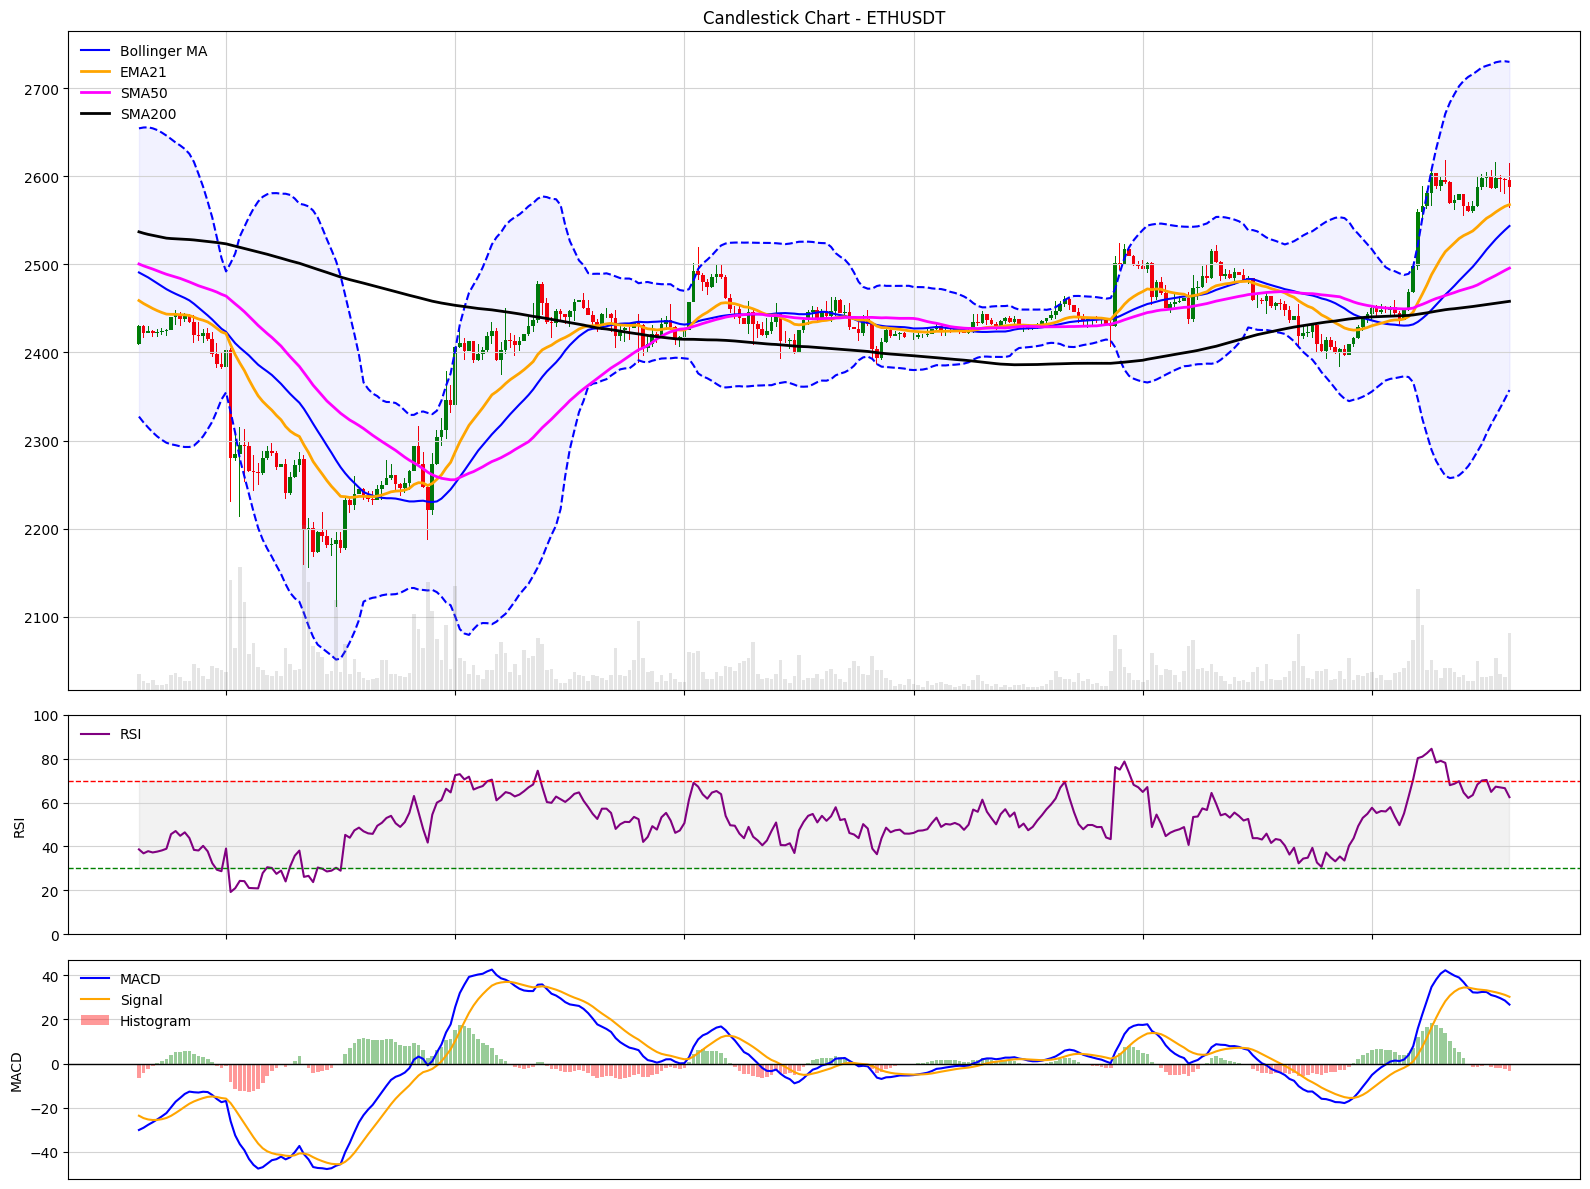 Candlestick Chart - ETHUSDT
Bollinger MA
EMA21
SMA50
SMA200
2700
2600
2500
2400
2300
2200
2100
RSI
100
80
60
40
20
0
RSI
MACD
Signal
Histogram
40
20
0
−20
−40
MACD